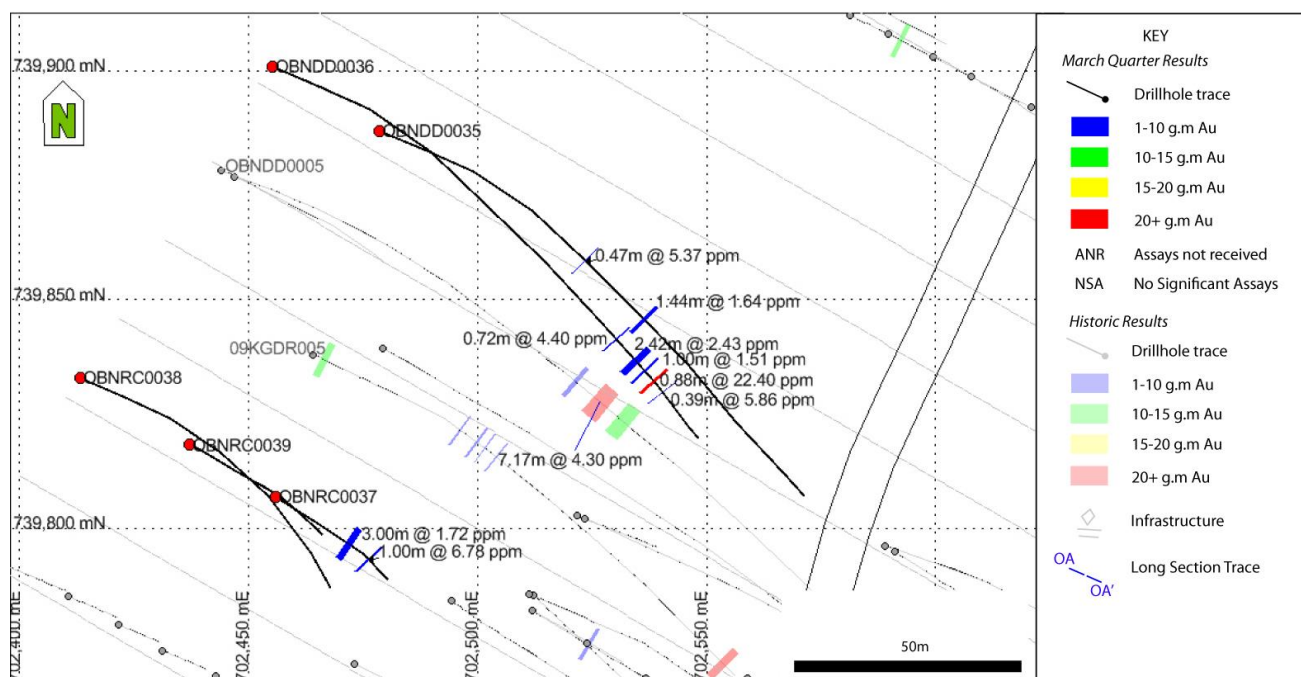 739,900 mN
739,850 mN
739,800 mN
702,400 mE
702,450 mE
702,500 mE
702,550 mE
N
OBNDD0036
OBNDD0035
OBNDD0005
0.47m @ 5.37 ppm
1.44m @ 1.64 ppm
0.72m @ 4.40 ppm
2.42m @ 2.43 ppm
1.00m @ 1.51 ppm
0.88m @ 22.40 ppm
0.39m @ 5.86 ppm
7.17m @ 4.30 ppm
09KGDR005
OBNRC0038
OBNRC0039
OBNRC0037
3.00m @ 1.72 ppm
1.00m @ 6.78 ppm
50m
KEY
March Quarter Results
Drillhole trace
1-10 g.m Au
10-15 g.m Au
15-20 g.m Au
20+ g.m Au
ANR Assays not received
NSA No Significant Assays
Historic Results
Drillhole trace
1-10 g.m Au
10-15 g.m Au
15-20 g.m Au
20+ g.m Au
Infrastructure
OA
Long Section Trace
OA'